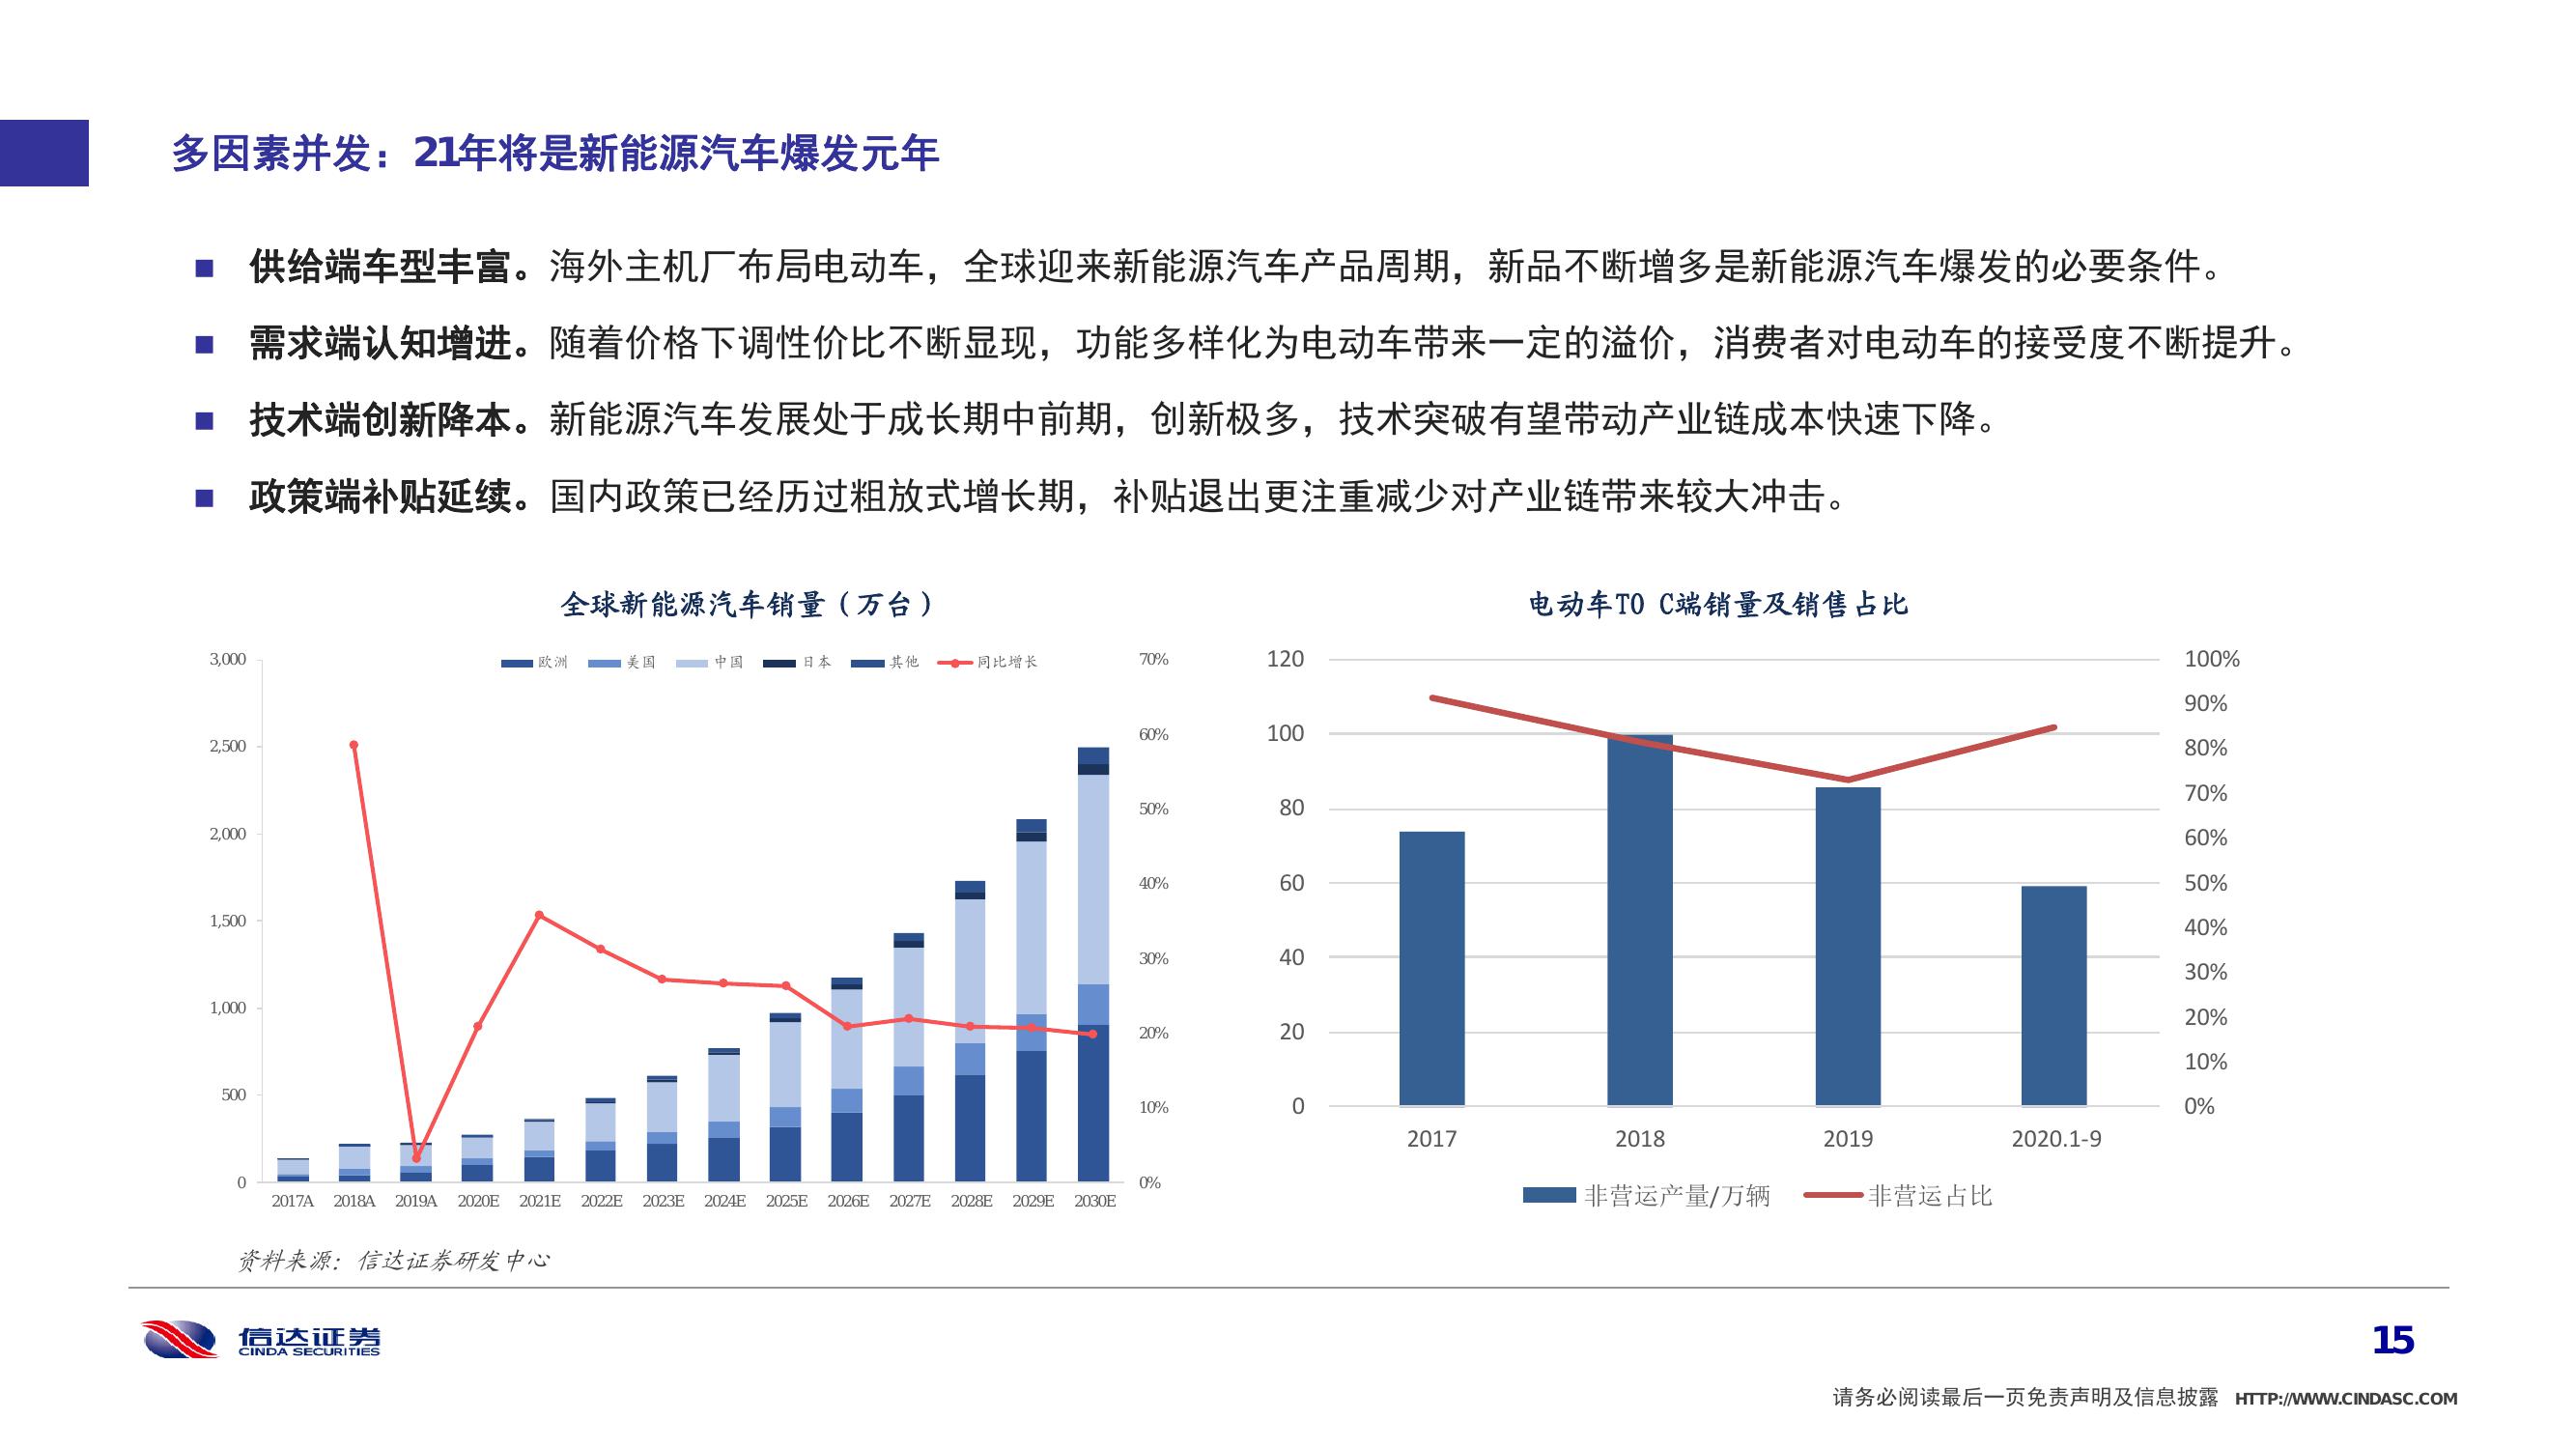 多因素并发：21年将是新能源汽车爆发元年
供给端车型丰富。海外主机厂布局电动车，全球迎来新能源汽车产品周期，新品不断增多是新能源汽车爆发的必要条件。
需求端认知增进。随着价格下调性价比不断显现，功能多样化为电动车带来一定的溢价，消费者对电动车的接受度不断提升。
技术端创新降本。新能源汽车发展处于成长期中前期，创新极多，技术突破有望带动产业链成本快速下降。
政策端补贴延续。国内政策已经历过粗放式增长期，补贴退出更注重减少对产业链带来较大冲击。
全球新能源汽车销量（万台）
欧洲 美国 中国 日本 其他 同比增长
3,000
2,500
2,000
1,500
1,000
500
0
70%
60%
50%
40%
30%
20%
10%
0%
2017A 2018A 2019A 2020E 2021E 2022E 2023E 2024E 2025E 2026E 2027E 2028E 2029E 2030E
电动车TO C端销量及销售占比
120
100
80
60
40
20
0
100%
90%
80%
70%
60%
50%
40%
30%
20%
10%
0%
2017 2018 2019 2020.1-9
非营运产量/万辆 非营运占比
资料来源：信达证券研发中心
信达证券
CINDA SECURITIES
15
请务必阅读最后一页免责声明及信息披露 HTTP://WWW.CINDASC.COM